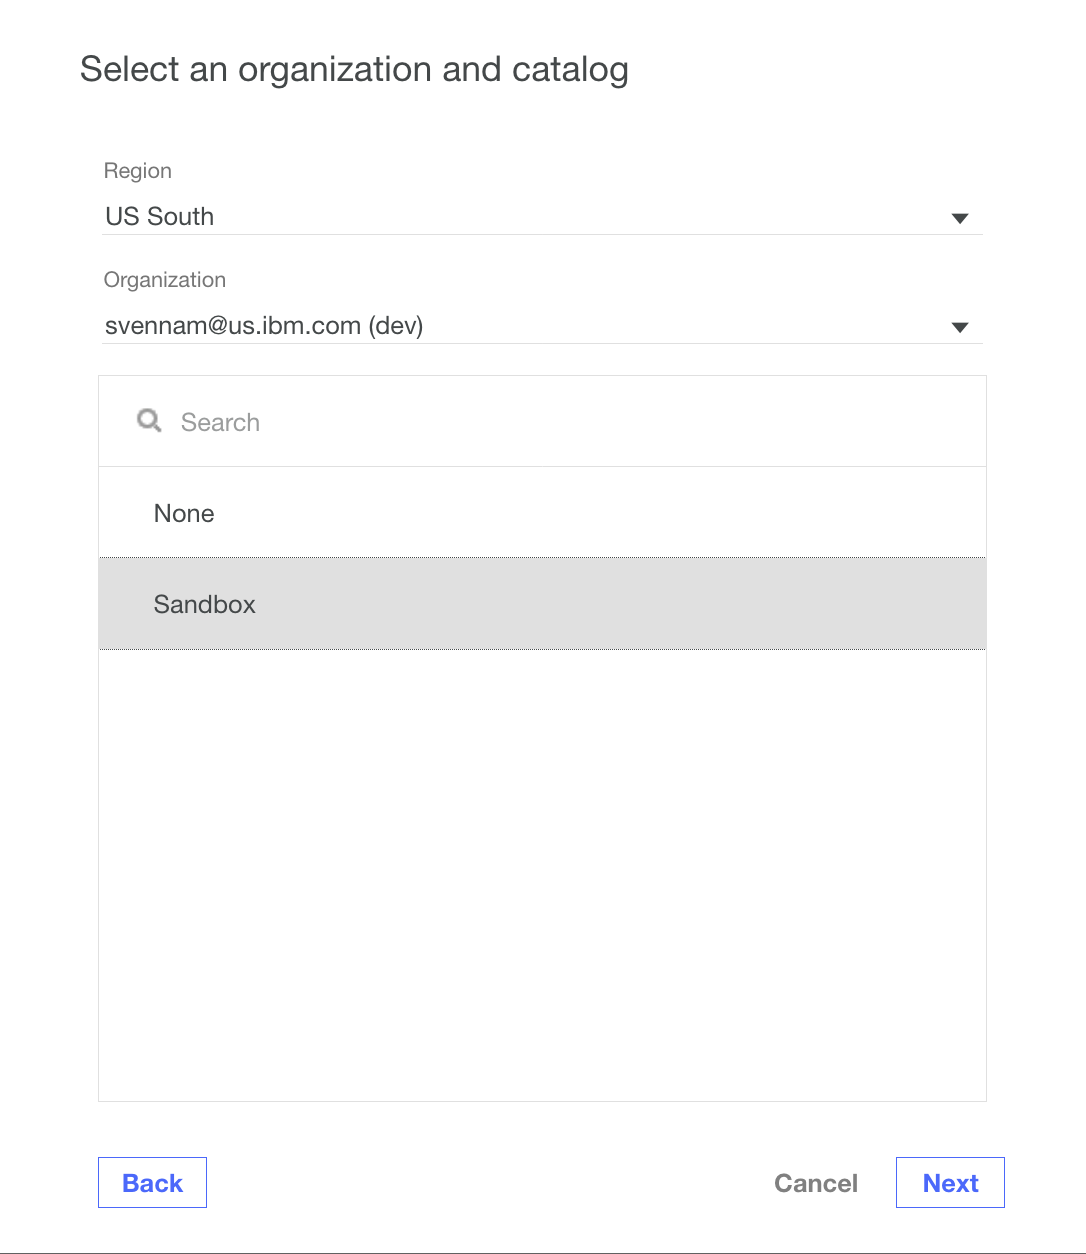 Select an organization and catalog
Region
US South
Organization
svennam@us.ibm.com (dev)
Search
None
Sandbox
Back
Cancel
Next